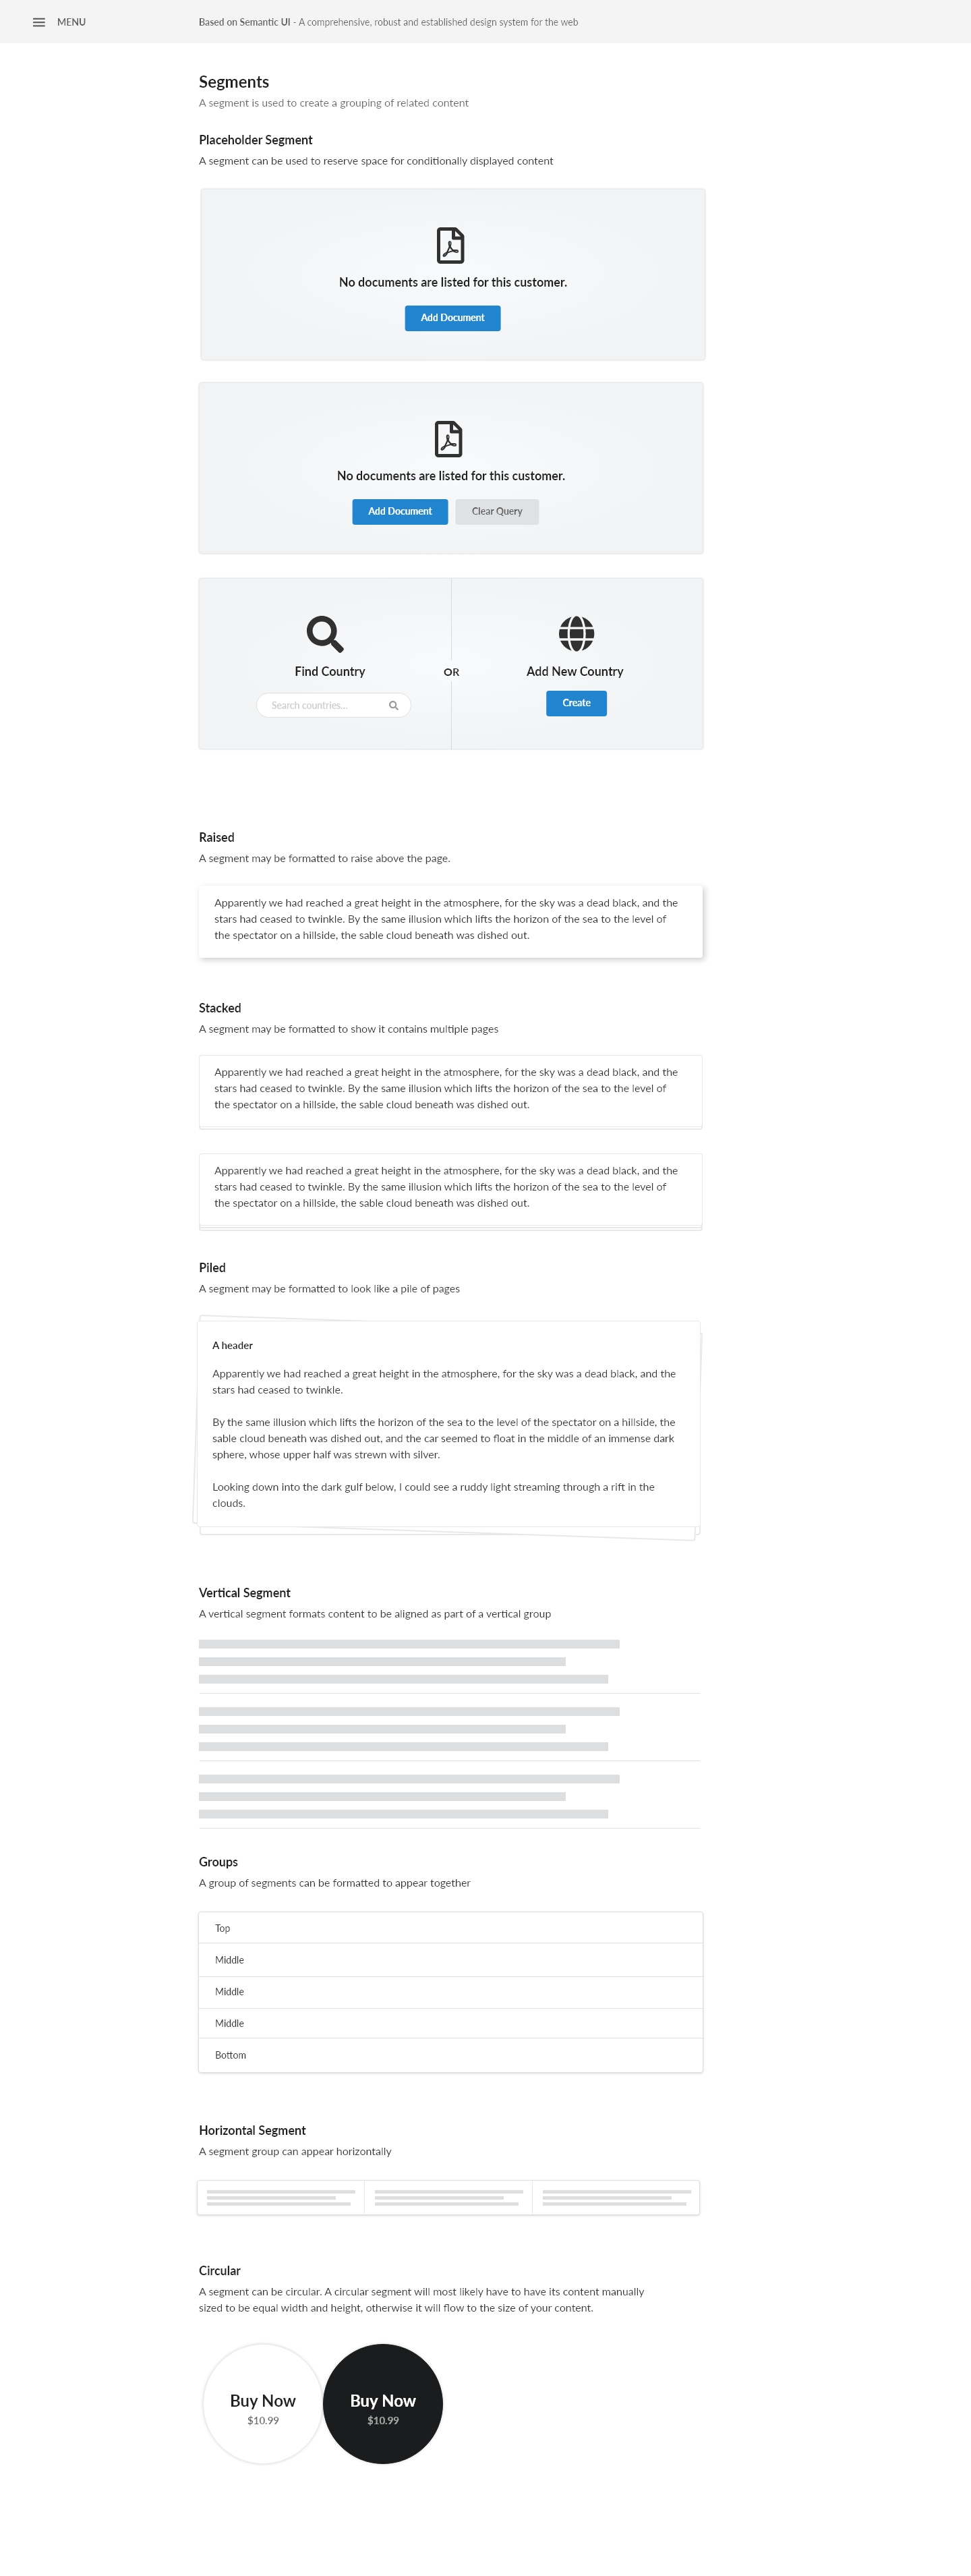 MENU
Based on Semantic UI - A comprehensive, robust and established design system for the web
Segments
A segment is used to create a grouping of related content
Placeholder Segment
A segment can be used to reserve space for conditionally displayed content
No documents are listed for this customer.
Add Document
No documents are listed for this customer.
Add Document
Clear Query
Find Country
Search countries...
OR
Add New Country
Create
Raised
A segment may be formatted to raise above the page.
Apparently we had reached a great height in the atmosphere, for the sky was a dead black, and the
stars had ceased to twinkle. By the same illusion which lifts the horizon of the sea to the level of
the spectator on a hillside, the sable cloud beneath was dished out.
Stacked
A segment may be formatted to show it contains multiple pages
Apparently we had reached a great height in the atmosphere, for the sky was a dead black, and the
stars had ceased to twinkle. By the same illusion which lifts the horizon of the sea to the level of
the spectator on a hillside, the sable cloud beneath was dished out.
Apparently we had reached a great height in the atmosphere, for the sky was a dead black, and the
stars had ceased to twinkle. By the same illusion which lifts the horizon of the sea to the level of
the spectator on a hillside, the sable cloud beneath was dished out.
Piled
A segment may be formatted to look like a pile of pages
A header
Apparently we had reached a great height in the atmosphere, for the sky was a dead black, and the
stars had ceased to twinkle.
By the same illusion which lifts the horizon of the sea to the level of the spectator on a hillside, the
sable cloud beneath was dished out, and the car seemed to float in the middle of an immense dark
sphere, whose upper half was strewn with silver.
Looking down into the dark gulf below, I could see a ruddy light streaming through a rift in the
clouds.
Vertical Segment
A vertical segment formats content to be aligned as part of a vertical group
Groups
A group of segments can be formatted to appear together
Top
Middle
Middle
Middle
Bottom
Horizontal Segment
A segment group can appear horizontally
Circular
A segment can be circular. A circular segment will most likely have to have its content manually
sized to be equal width and height, otherwise it will flow to the size of your content.
Buy Now
$10.99
Buy Now
$10.99